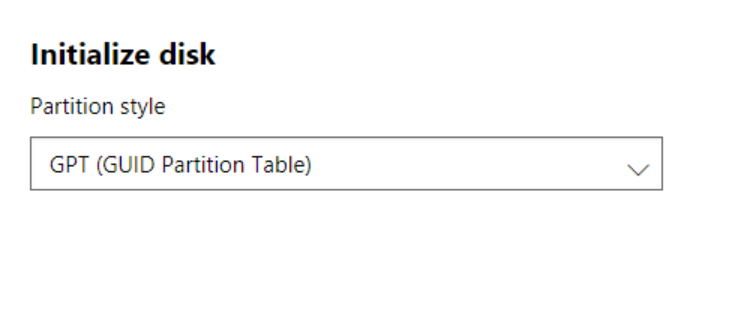 Initialize disk
Partition style
GPT (GUID Partition Table)